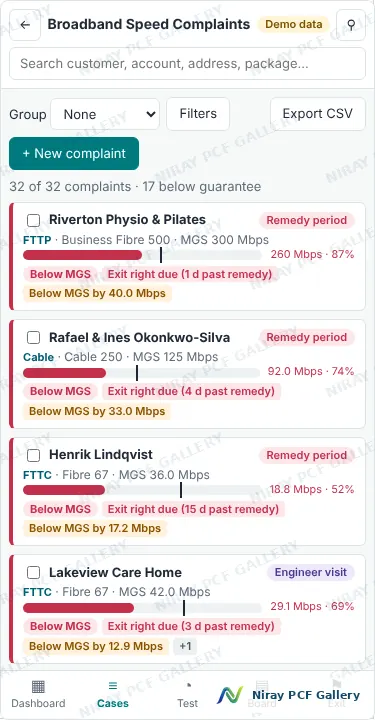 ← Broadband Speed Complaints Demo data
Search customer, account, address, package...
Group None Filters Export CSV
+ New complaint
32 of 32 complaints · 17 below guarantee
Riverton Physio & Pilates Remedy period
FTTP · Business Fibre 500 · MGS 300 Mbps
260 Mbps · 87%
Below MGS Exit right due (1 d past remedy)
Below MGS by 40.0 Mbps
Rafael & Ines Okonkwo-Silva Remedy period
Cable · Cable 250 · MGS 125 Mbps
92.0 Mbps · 74%
Below MGS Exit right due (4 d past remedy)
Below MGS by 33.0 Mbps
Henrik Lindqvist Remedy period
FTTC · Fibre 67 · MGS 36.0 Mbps
18.8 Mbps · 52%
Below MGS Exit right due (15 d past remedy)
Below MGS by 17.2 Mbps
Lakeview Care Home Engineer visit
FTTC · Fibre 67 · MGS 42.0 Mbps
29.1 Mbps · 69%
Below MGS Exit right due (3 d past remedy)
Below MGS by 12.9 Mbps +1
Dashboard Cases Test Board Exit
Niray PCF Gallery
NIRAY PCF GALLERY